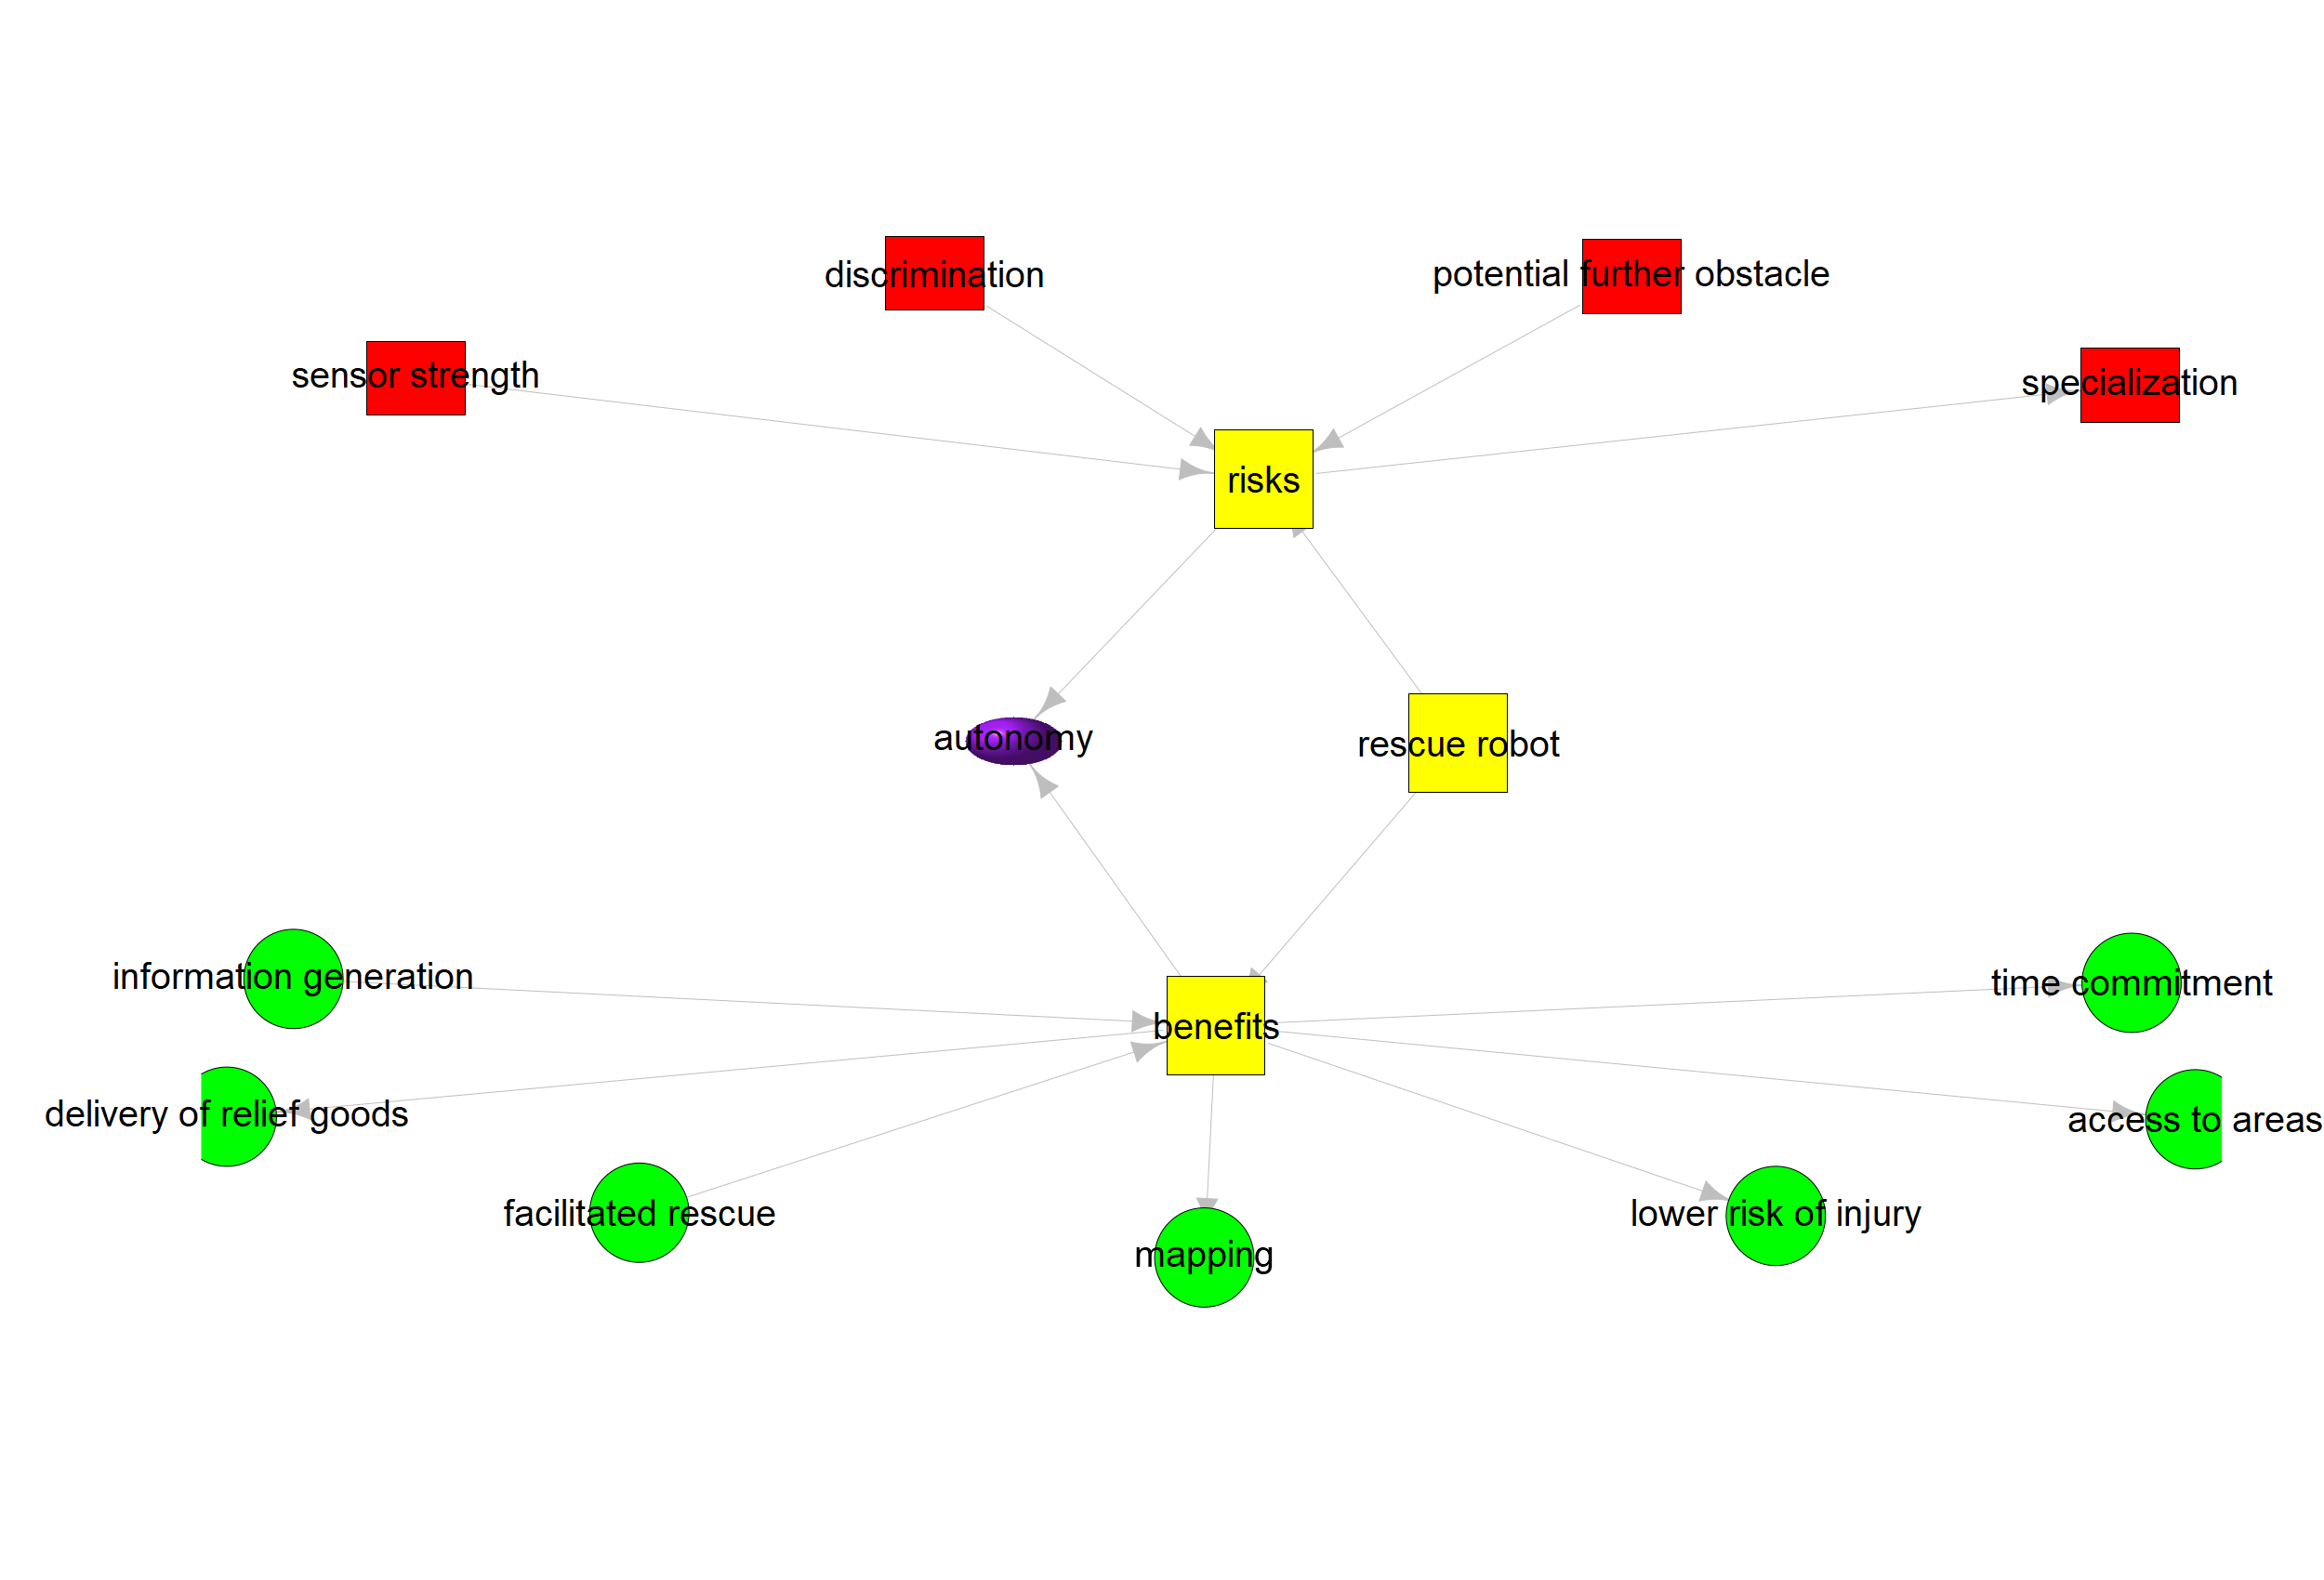 discrimination
potential further obstacle
sensor strength
specialization
risks
autonomy
rescue robot
information generation
time commitment
benefits
delivery of relief goods
access to areas
facilitated rescue
lower risk of injury
mapping